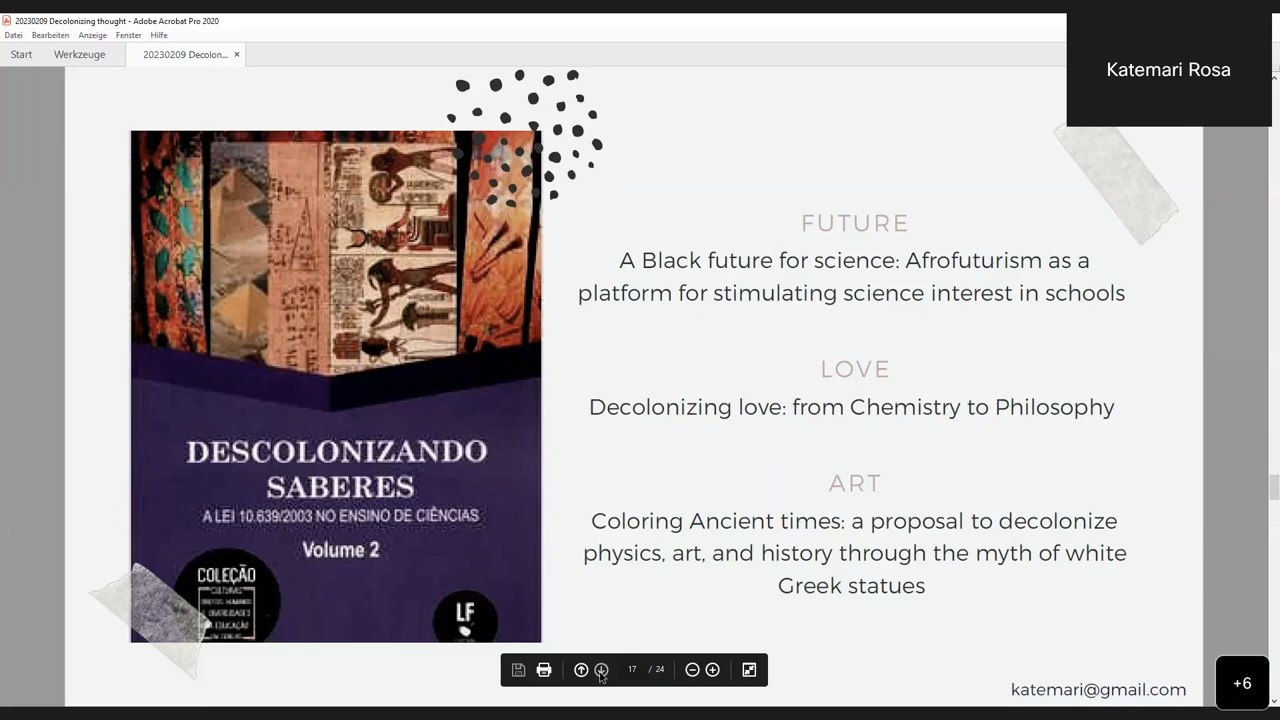 20230209 Decolonizing thought - Adobe Acrobat Pro 2020
Datei Bearbeiten Anzeige Fenster Hilfe
Start Werkzeuge 20230209 Decolon... ×
Katemari Rosa
FUTURE
A Black future for science: Afrofuturism as a
platform for stimulating science interest in schools
LOVE
Decolonizing love: from Chemistry to Philosophy
ART
Coloring Ancient times: a proposal to decolonize
physics, art, and history through the myth of white
Greek statues
DESCOLONIZANDO
SABERES
A LEI 10.639/2003 NO ENSINO DE CIÊNCIAS
Volume 2
COLEÇÃO
LF
17 / 24
katemari@gmail.com
+6